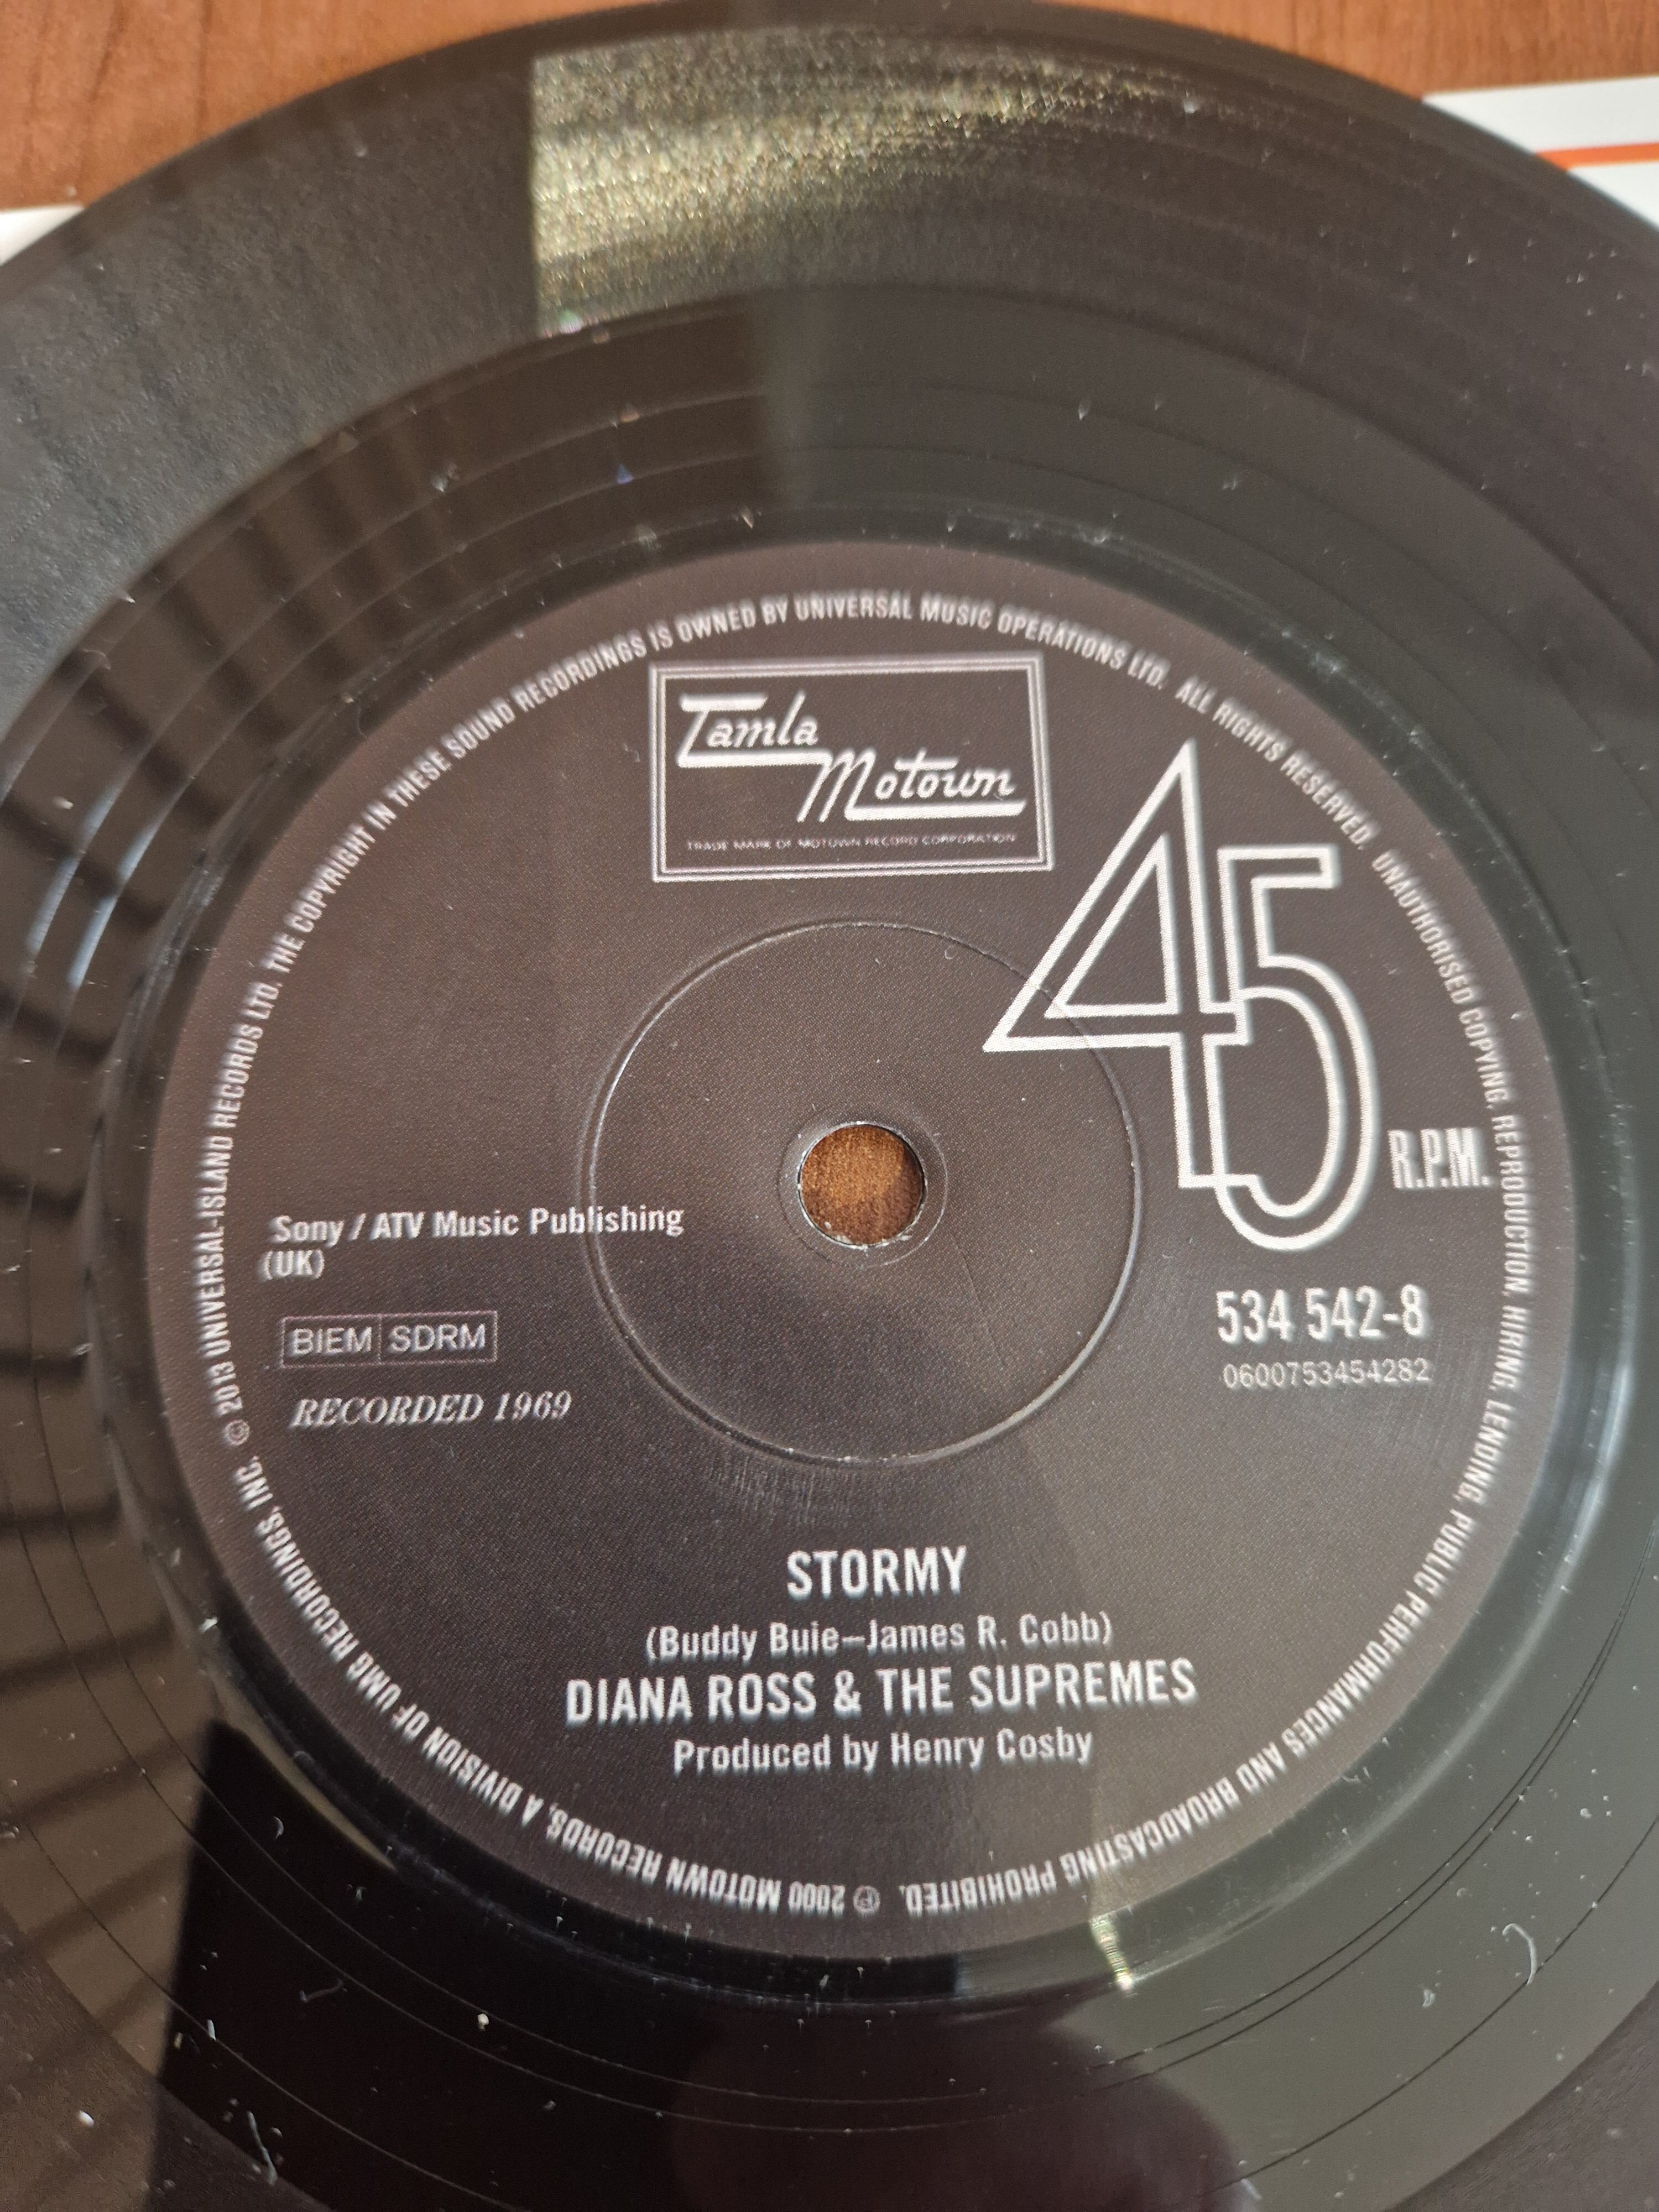 ℗ 2000 MOTOWN RECORDS, A DIVISION OF UMG RECORDINGS, INC. © 2013 UNIVERSAL-ISLAND RECORDS LTD. THE COPYRIGHT IN THESE SOUND RECORDINGS IS OWNED BY UNIVERSAL MUSIC OPERATIONS LTD. ALL RIGHTS RESERVED. UNAUTHORISED COPYING, REPRODUCTION, HIRING, LENDING, PUBLIC PERFORMANCES AND BROADCASTING PROHIBITED.
Tamla
Motown
TRADE MARK OF MOTOWN RECORD CORPORATION
45
R.P.M.
Sony / ATV Music Publishing
(UK)
BIEM SDRM
RECORDED 1969
534 542-8
0600753454282
STORMY
(Buddy Buie–James R. Cobb)
DIANA ROSS & THE SUPREMES
Produced by Henry Cosby